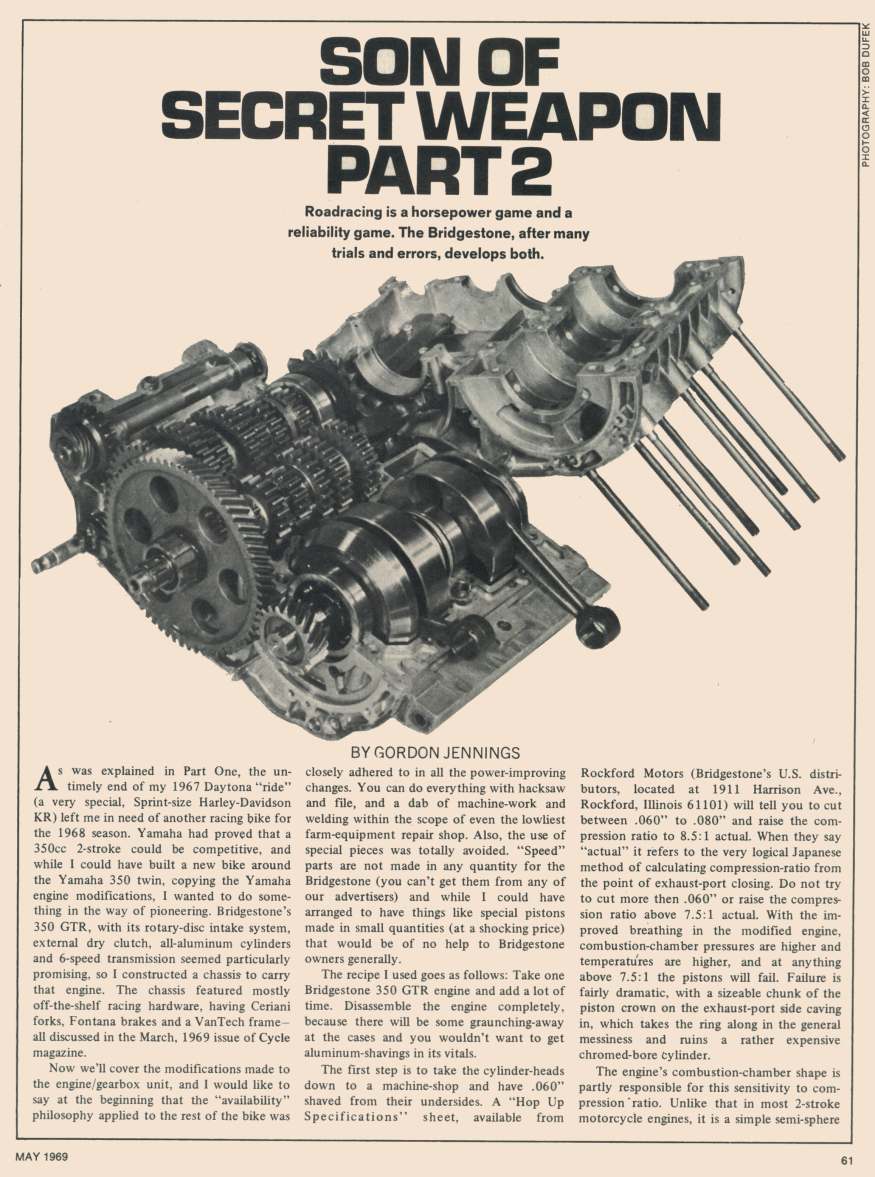 PHOTOGRAPHY: BOB DUFEK
SON OF
SECRET WEAPON
PART 2
Roadracing is a horsepower game and a
reliability game. The Bridgestone, after many
trials and errors, develops both.
BY GORDON JENNINGS
As was explained in Part One, the un-
timely end of my 1967 Daytona “ride”
(a very special, Sprint-size Harley-Davidson
KR) left me in need of another racing bike for
the 1968 season. Yamaha had proved that a
350cc 2-stroke could be competitive, and
while I could have built a new bike around
the Yamaha 350 twin, copying the Yamaha
engine modifications, I wanted to do some-
thing in the way of pioneering. Bridgestone's
350 GTR, with its rotary-disc intake system,
external dry clutch, all-aluminum cylinders
and 6-speed transmission seemed particularly
promising, so I constructed a chassis to carry
that engine. The chassis featured mostly
off-the-shelf racing hardware, having Ceriani
forks, Fontana brakes and a VanTech frame—
all discussed in the March, 1969 issue of Cycle
magazine.
Now we'll cover the modifications made to
the engine/gearbox unit, and I would like to
say at the beginning that the “availability”
philosophy applied to the rest of the bike was
closely adhered to in all the power-improving
changes. You can do everything with hacksaw
and file, and a dab of machine-work and
welding within the scope of even the lowliest
farm-equipment repair shop. Also, the use of
special pieces was totally avoided. “Speed”
parts are not made in any quantity for the
Bridgestone (you can't get them from any of
our advertisers) and while I could have
arranged to have things like special pistons
made in small quantities (at a shocking price)
that would be of no help to Bridgestone
owners generally.
The recipe I used goes as follows: Take one
Bridgestone 350 GTR engine and add a lot of
time. Disassemble the engine completely,
because there will be some graunching-away
at the cases and you wouldn't want to get
aluminum-shavings in its vitals.
The first step is to take the cylinder-heads
down to a machine-shop and have .060”
shaved from their undersides. A “Hop Up
Specifications” sheet, available from
Rockford Motors (Bridgestone's U.S. distri-
butors, located at 1911 Harrison Ave.,
Rockford, Illinois 61101) will tell you to cut
between .060” to .080” and raise the com-
pression ratio to 8.5:1 actual. When they say
“actual” it refers to the very logical Japanese
method of calculating compression-ratio from
the point of exhaust-port closing. Do not try
to cut more then .060” or raise the compres-
sion ratio above 7.5:1 actual. With the im-
proved breathing in the modified engine,
combustion-chamber pressures are higher and
temperatures are higher, and at anything
above 7.5:1 the pistons will fail. Failure is
fairly dramatic, with a sizeable chunk of the
piston crown on the exhaust-port side caving
in, which takes the ring along in the general
messiness and ruins a rather expensive
chromed-bore cylinder.
The engine's combustion-chamber shape is
partly responsible for this sensitivity to com-
pression ratio. Unlike that in most 2-stroke
motorcycle engines, it is a simple semi-sphere
MAY 1969
61